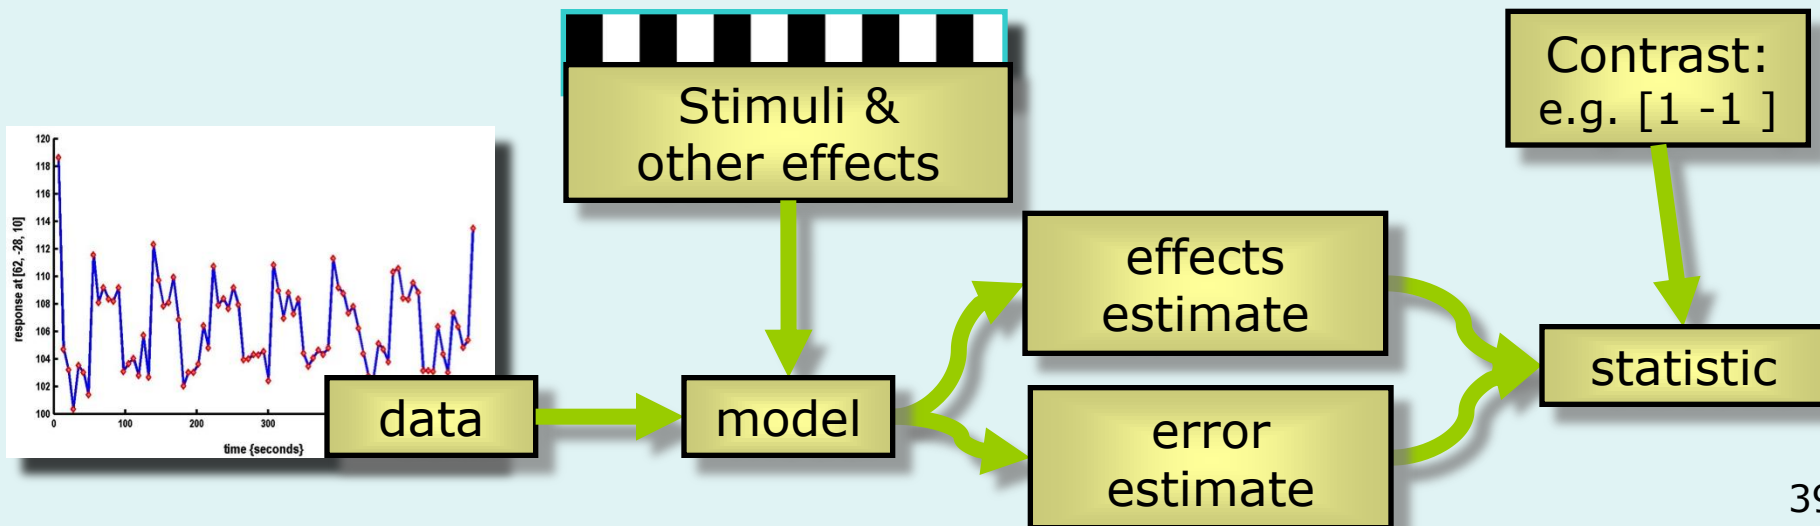 Stimuli &
other effects
Contrast:
e.g. [1 -1 ]
120
118
116
114
112
110
108
106
104
102
100
response at [62, -28, 10]
0
100
200
300
time {seconds}
data
model
effects
estimate
error
estimate
statistic
39